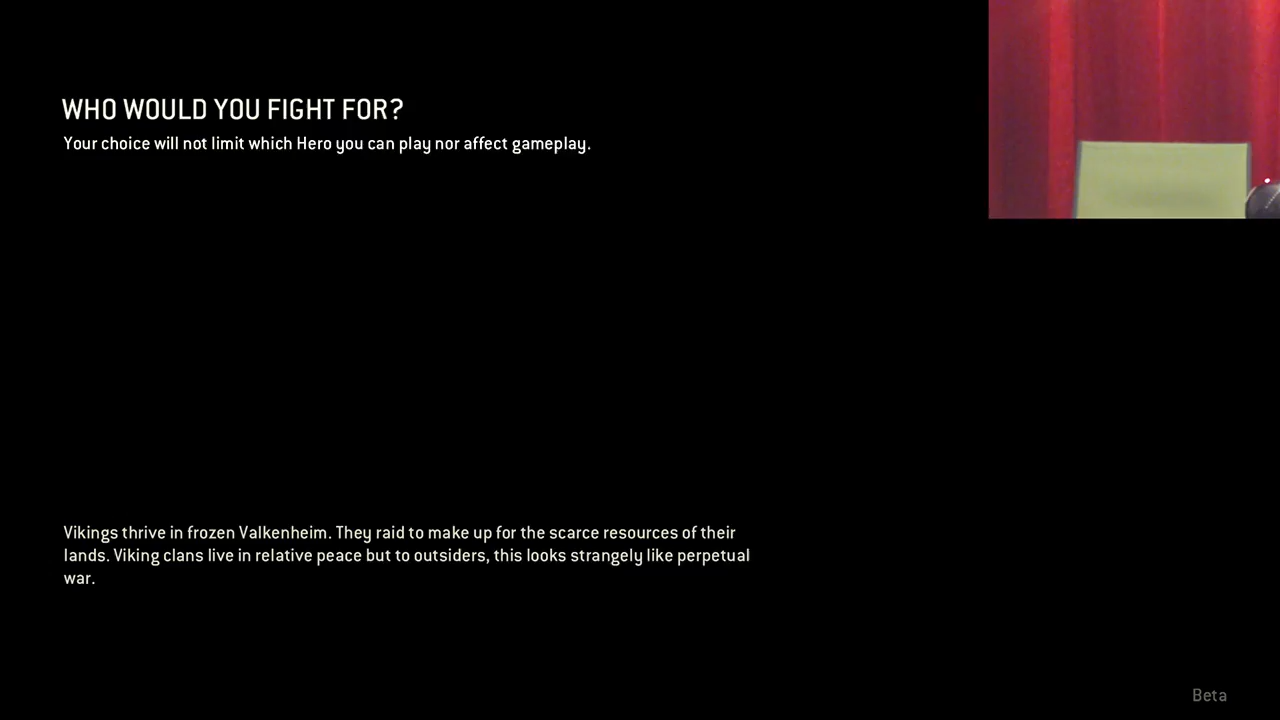 WHO WOULD YOU FIGHT FOR?
Your choice will not limit which Hero you can play nor affect gameplay.
Vikings thrive in frozen Valkenheim. They raid to make up for the scarce resources of their
lands. Viking clans live in relative peace but to outsiders, this looks strangely like perpetual
war.
Beta